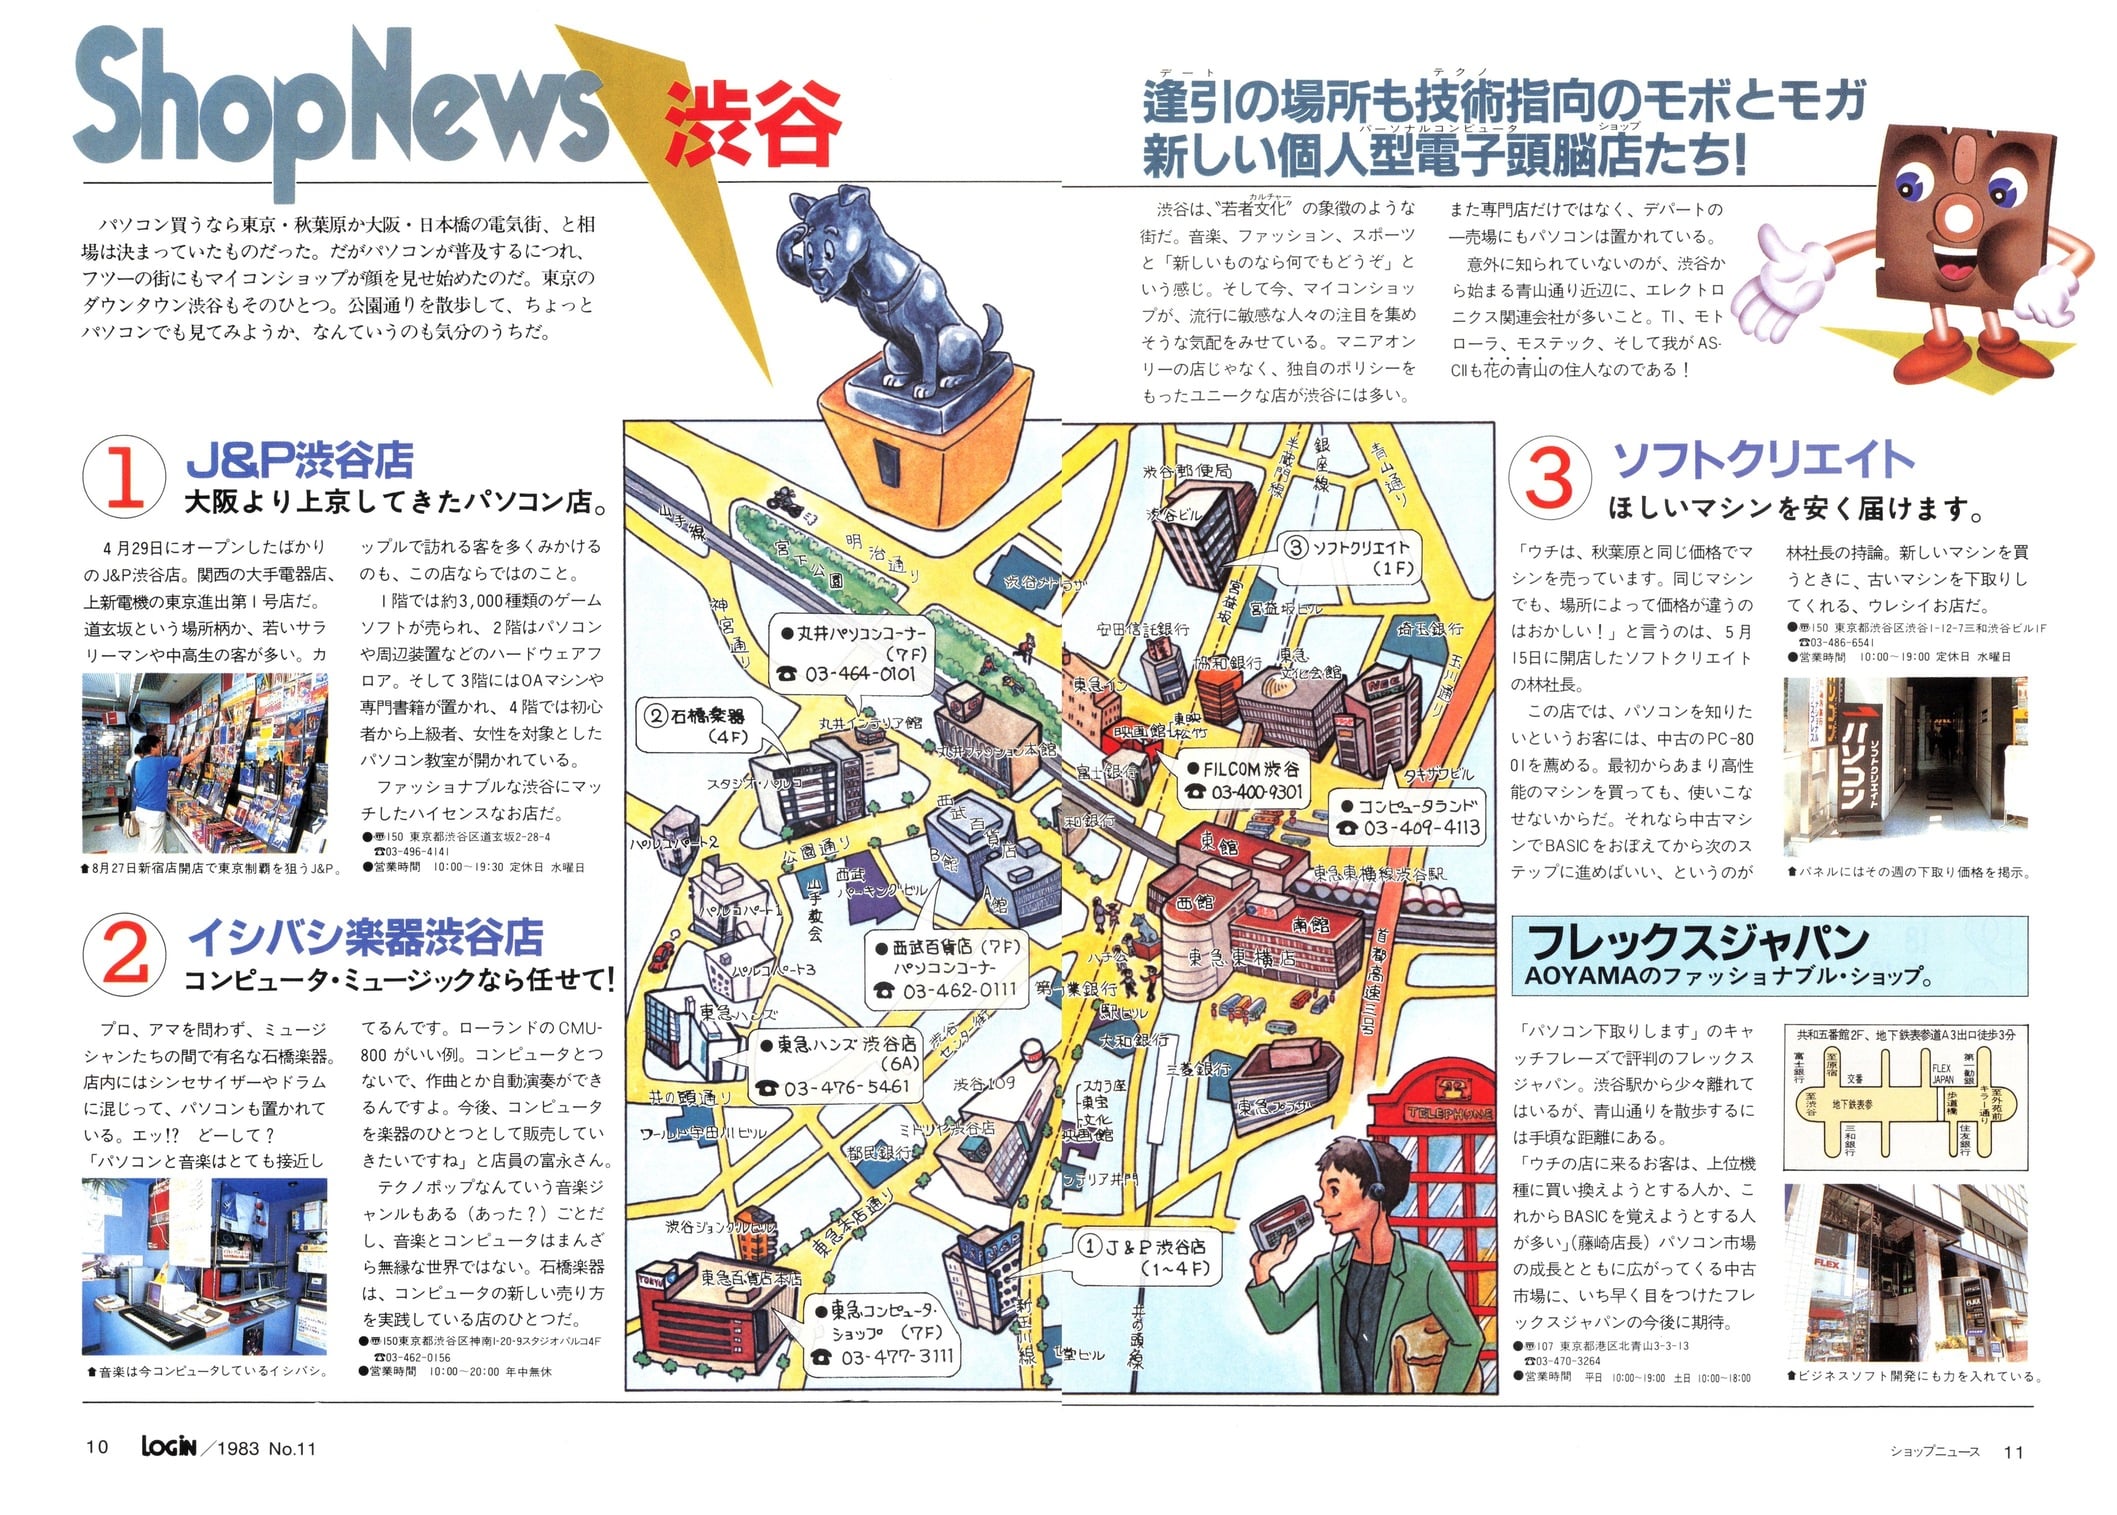 ShopNews
渋谷
パソコン買うなら東京・秋葉原か大阪・日本橋の電気街、と相
場は決まっていたものだった。だがパソコンが普及するにつれ、
フツーの街にもマイコンショップが顔を見せ始めたのだ。東京の
ダウンタウン渋谷もそのひとつ。公園通りを散歩して、ちょっと
パソコンでも見てみようか、なんていうのも気分のうちだ。
デート
テクノ
逢引の場所も技術指向のモボとモガ
パーソナルコンピュータ
ショップ
新しい個人型電子頭脳店たち!
カルチャー
渋谷は、〝若者文化〟の象徴のような
街だ。音楽、ファッション、スポーツ
と「新しいものなら何でもどうぞ」と
いう感じ。そして今、マイコンショッ
プが、流行に敏感な人々の注目を集め
そうな気配をみせている。マニアオン
リーの店じゃなく、独自のポリシーを
もったユニークな店が渋谷には多い。
また専門店だけではなく、デパートの
一売場にもパソコンは置かれている。
意外に知られていないのが、渋谷か
ら始まる青山通り近辺に、エレクトロ
ニクス関連会社が多いこと。TI、モト
ローラ、モステック、そして我がAS-
CIIも花の青山の住人なのである!
1
J&P渋谷店
大阪より上京してきたパソコン店。
4月29日にオープンしたばかり
のJ&P渋谷店。関西の大手電器店、
上新電機の東京進出第1号店だ。
道玄坂という場所柄か、若いサラ
リーマンや中高生の客が多い。カ
⬆8月27日新宿店開店で東京制覇を狙うJ&P。
ップルで訪れる客を多くみかける
のも、この店ならではのこと。
1階では約3,000種類のゲーム
ソフトが売られ、2階はパソコン
や周辺装置などのハードウェアフ
ロア。そして3階にはOAマシンや
専門書籍が置かれ、4階では初心
者から上級者、女性を対象とした
パソコン教室が開かれている。
ファッショナブルな渋谷にマッ
チしたハイセンスなお店だ。
●〠150 東京都渋谷区道玄坂2-28-4
☎03-496-4141
●営業時間 10:00〜19:30 定休日 水曜日
2
イシバシ楽器渋谷店
コンピュータ・ミュージックなら任せて!
プロ、アマを問わず、ミュージ
シャンたちの間で有名な石橋楽器。
店内にはシンセサイザーやドラム
に混じって、パソコンも置かれて
いる。エッ!? どーして?
「パソコンと音楽はとても接近し
⬆音楽は今コンピュータしているイシバシ。
てるんです。ローランドのCMU-
800がいい例。コンピュータとつ
ないで、作曲とか自動演奏ができ
るんですよ。今後、コンピュータ
を楽器のひとつとして販売してい
きたいですね」と店員の富永さん。
テクノポップなんていう音楽ジ
ャンルもある(あった?)ごとだ
し、音楽とコンピュータはまんざ
ら無縁な世界ではない。石橋楽器
は、コンピュータの新しい売り方
を実践している店のひとつだ。
●〠150東京都渋谷区神南1-20-9スタジオパルコ4F
☎03-462-0156
●営業時間 10:00〜20:00 年中無休
山手線
宮下公園
明治通り
神宮通り
渋谷メトロプラザ
●丸井パソコンコーナー
(7F)
☎ 03-464-0101
②石橋楽器
(4F)
丸井インテリア館
丸井ファッション本館
スタジオ・パルコ
パルコパート2
公園通り
西武百貨店
B館
A館
西武
パーキングビル
山手教会
パルコパート1
パルコパート3
●西武百貨店(7F)
パソコンコーナー
☎ 03-462-0111
東急ハンズ
●東急ハンズ 渋谷店
(6A)
☎ 03-476-5461
渋谷センター街
渋谷109
井の頭通り
ワールド宇田川ビル
都民銀行
ミドリヤ渋谷店
東急本店通り
渋谷ジョンブルビル
TOKYU
東急百貨店本店
●東急コンピュータ・
ショップ (7F)
☎ 03-477-3111
新玉川線
渋谷郵便局
半蔵門線
銀座線
青山通り
渋谷ビル
③ソフトクリエイト
(1F)
宮益坂
宮益坂ビル
埼玉銀行
安田信託銀行
協和銀行
東急
文化会館
玉川通り
東急イン
映画館
東映
松竹
NEC
富士銀行
●FILCOM渋谷
☎ 03-400-9301
タキザワビル
●コンピュータランド
☎ 03-409-4113
東館
東急東横線渋谷駅
西館
南館
東急東横店
ハチ公
首都高速三号
第一勧業銀行
駅ビル
大和銀行
三菱銀行
東急プラザ
スカラ座
東宝
文化
映画館
TELEPHONE
①J&P渋谷店
(1〜4F)
井の頭線
3
ソフトクリエイト
ほしいマシンを安く届けます。
「ウチは、秋葉原と同じ価格でマ
シンを売っています。同じマシン
でも、場所によって価格が違うの
はおかしい!」と言うのは、5月
15日に開店したソフトクリエイト
の林社長。
この店では、パソコンを知りた
いというお客には、中古のPC-80
01を薦める。最初からあまり高性
能のマシンを買っても、使いこな
せないからだ。それなら中古マシ
ンでBASICをおぼえてから次のス
テップに進めばいい、というのが
林社長の持論。新しいマシンを買
うときに、古いマシンを下取りし
てくれる、ウレシイお店だ。
●〠150 東京都渋谷区渋谷1-12-7三和渋谷ビル1F
☎03-486-6541
●営業時間 10:00〜19:00 定休日 水曜日
パソコン
ソフトクリエイト
⬆パネルにはその週の下取り価格を掲示。
フレックスジャパン
AOYAMAのファッショナブル・ショップ。
「パソコン下取りします」のキャ
ッチフレーズで評判のフレックス
ジャパン。渋谷駅から少々離れて
はいるが、青山通りを散歩するに
は手頃な距離にある。
「ウチの店に来るお客は、上位機
種に買い換えようとする人か、こ
れからBASICを覚えようとする人
が多い」(藤崎店長) パソコン市場
の成長とともに広がってくる中古
市場に、いち早く目をつけたフレ
ックスジャパンの今後に期待。
●〠107 東京都港区北青山3-3-13
☎03-470-3264
●営業時間 平日 10:00〜19:00 土日 10:00〜18:00
共和五番館2F、地下鉄表参道A3出口徒歩3分
富士銀行
至原宿
交番
FLEX
JAPAN
第一勧銀
至渋谷
地下鉄表参
歩道橋
キラー通り
至外苑前
三和銀行
住友銀行
FLEX
⬆ビジネスソフト開発にも力を入れている。
10 LOGiN/1983 No.11
ショップニュース 11